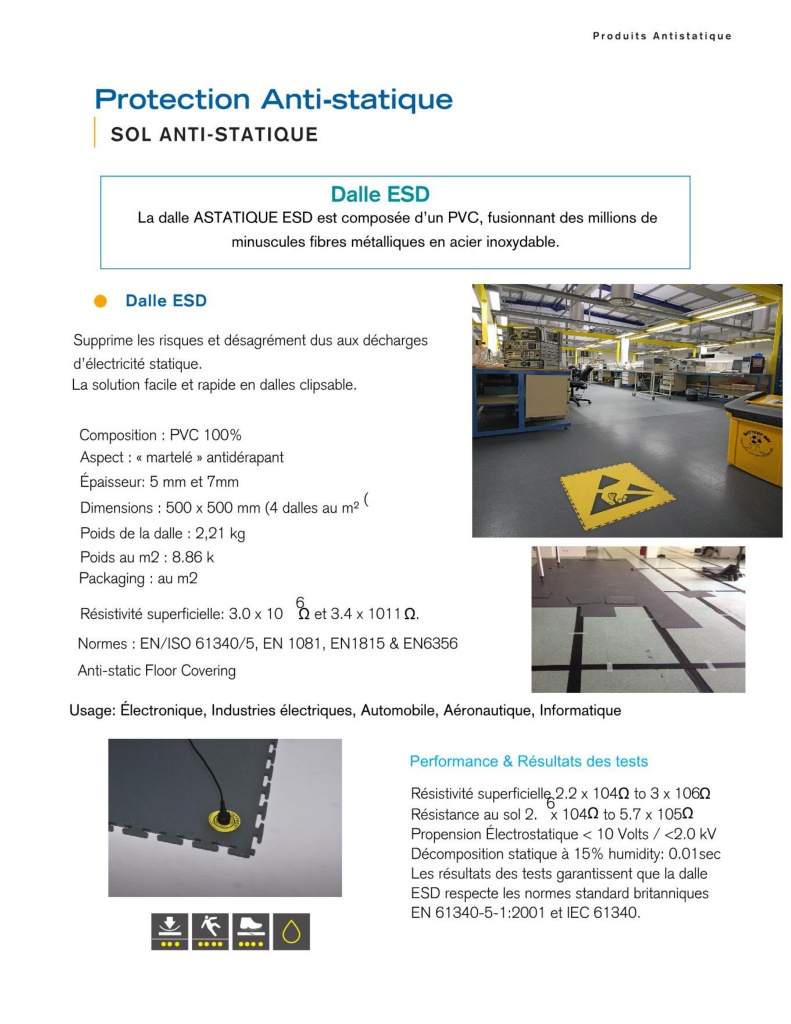 Produits Antistatique
Protection Anti-statique
SOL ANTI-STATIQUE
Dalle ESD
La dalle ASTATIQUE ESD est composée d'un PVC, fusionnant des millions de
minuscules fibres métalliques en acier inoxydable.
Dalle ESD
Supprime les risques et désagrément dus aux décharges
d'électricité statique.
La solution facile et rapide en dalles clipsable.
Composition : PVC 100%
Aspect : « martelé » antidérapant
Épaisseur: 5 mm et 7mm
Dimensions : 500 x 500 mm (4 dalles au m² (
Poids de la dalle : 2,21 kg
Poids au m2 : 8.86 k
Packaging : au m2
Résistivité superficielle: 3.0 x 10 6 Ω et 3.4 x 1011 Ω.
Normes : EN/ISO 61340/5, EN 1081, EN1815 & EN6356
Anti-static Floor Covering
Usage: Électronique, Industries électriques, Automobile, Aéronautique, Informatique
Performance & Résultats des tests
Résistivité superficielle 2.2 x 104Ω to 3 x 106Ω
Résistance au sol 2. 6 x 104Ω to 5.7 x 105Ω
Propension Électrostatique < 10 Volts / <2.0 kV
Décomposition statique à 15% humidity: 0.01sec
Les résultats des tests garantissent que la dalle
ESD respecte les normes standard britanniques
EN 61340-5-1:2001 et IEC 61340.